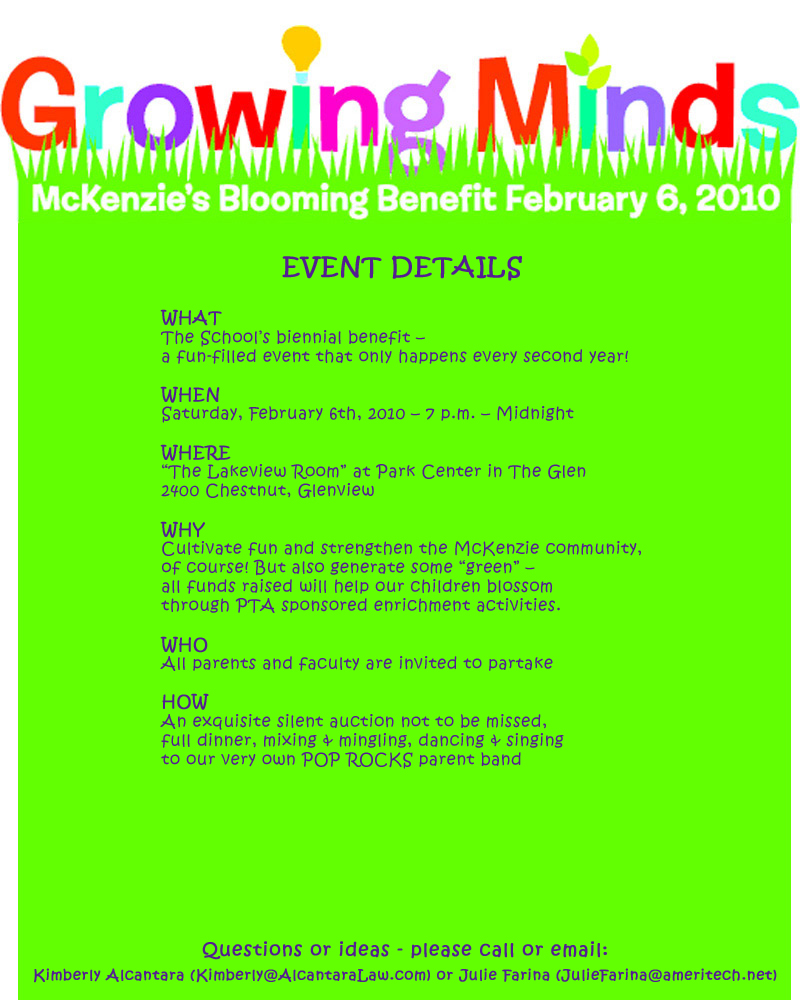 Growing Minds
McKenzie's Blooming Benefit February 6, 2010
EVENT DETAILS
WHAT
The School's biennial benefit –
a fun-filled event that only happens every second year!
WHEN
Saturday, February 6th, 2010 – 7 p.m. – Midnight
WHERE
“The Lakeview Room” at Park Center in The Glen
2400 Chestnut, Glenview
WHY
Cultivate fun and strengthen the McKenzie community,
of course! But also generate some “green” –
all funds raised will help our children blossom
through PTA sponsored enrichment activities.
WHO
All parents and faculty are invited to partake
HOW
An exquisite silent auction not to be missed,
full dinner, mixing & mingling, dancing & singing
to our very own POP ROCKS parent band
Questions or ideas - please call or email:
Kimberly Alcantara (Kimberly@AlcantaraLaw.com) or Julie Farina (JulieFarina@ameritech.net)